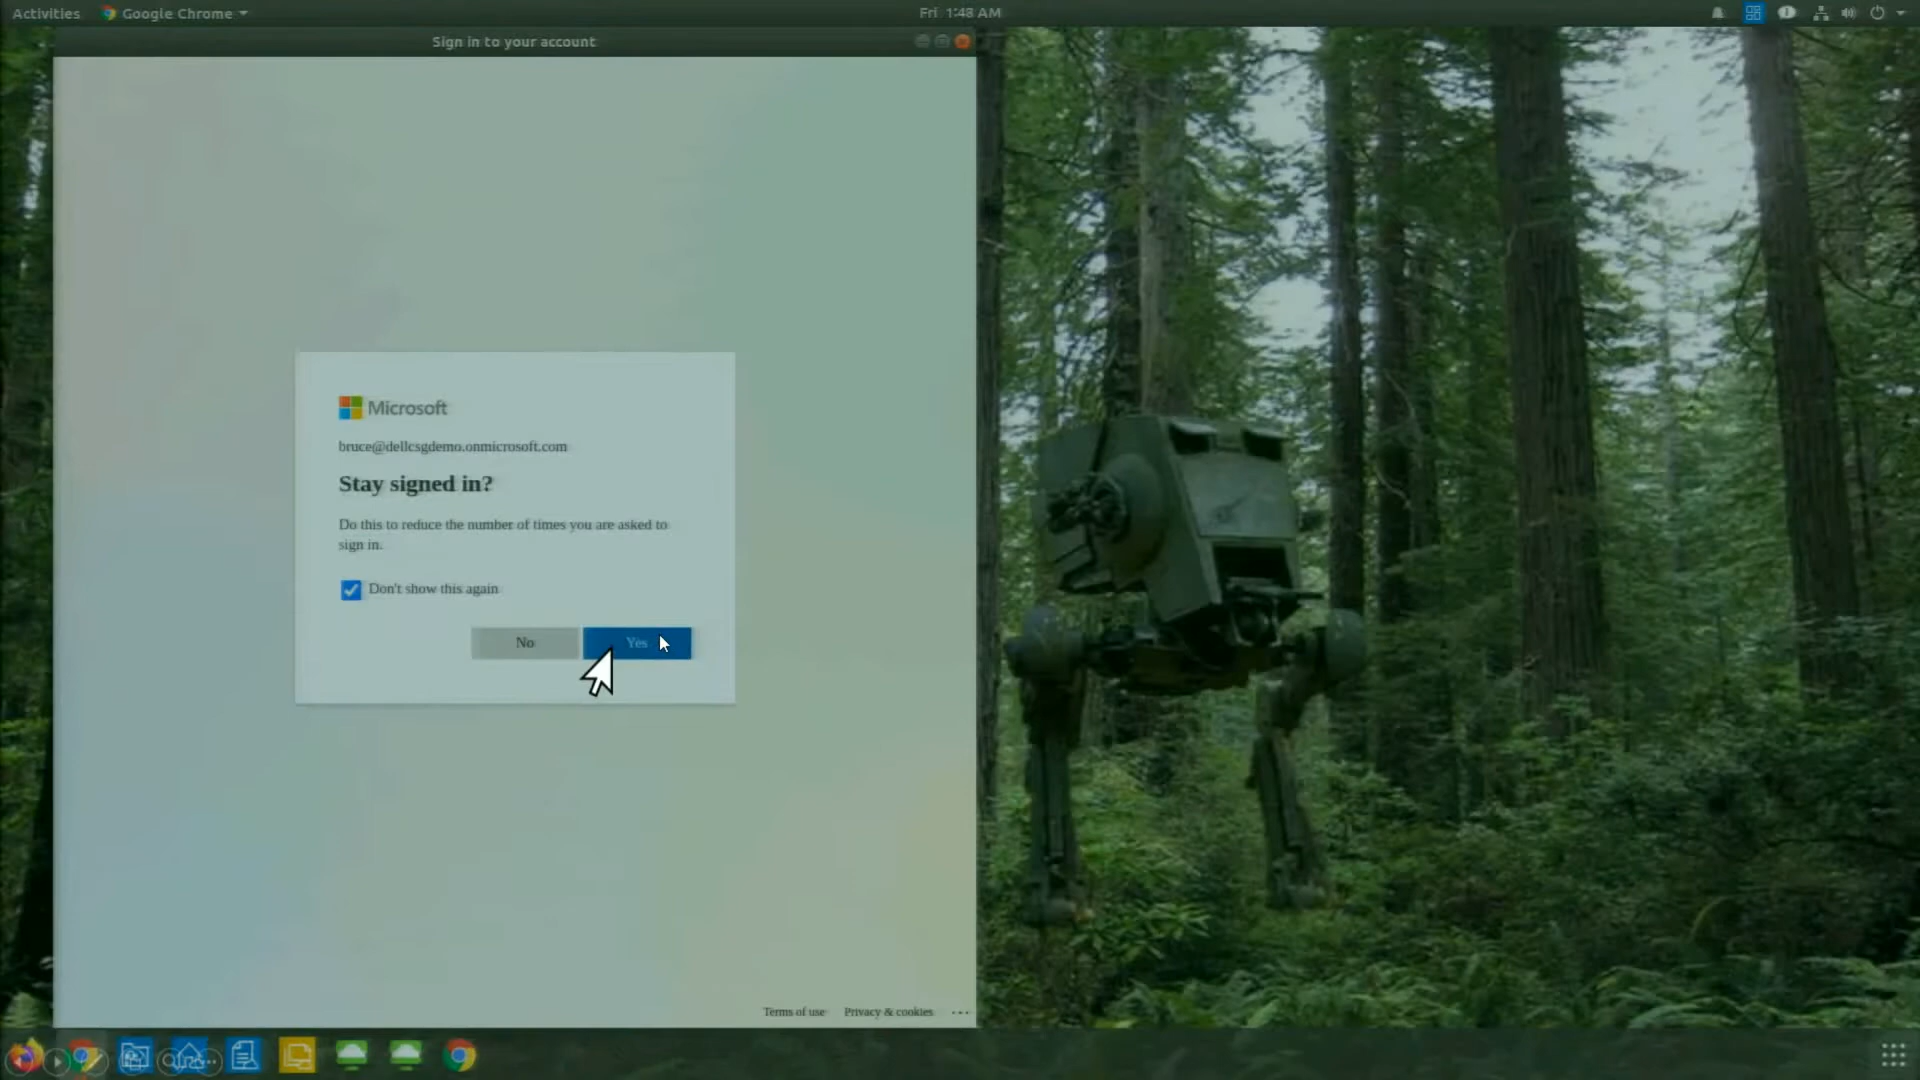 Activities
Google Chrome
Fri 1:48 AM
Sign in to your account
Microsoft
bruce@dellcsgdemo.onmicrosoft.com
Stay signed in?
Do this to reduce the number of times you are asked to
sign in.
Don't show this again
No
Yes
Terms of use
Privacy & cookies